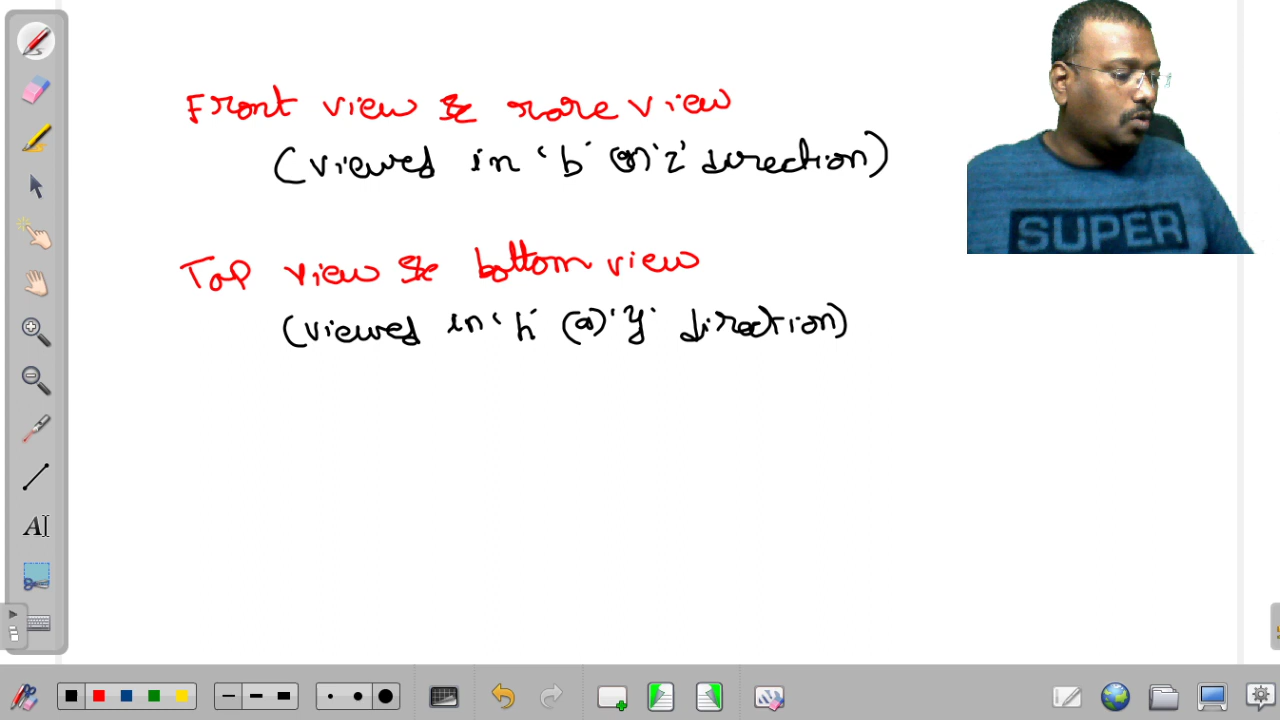 Front view & rare view
(viewed in 'b' (or) 'z' direction)
Top view & bottom view
(viewed in 'h' (or) 'y' direction)
SUPER
A